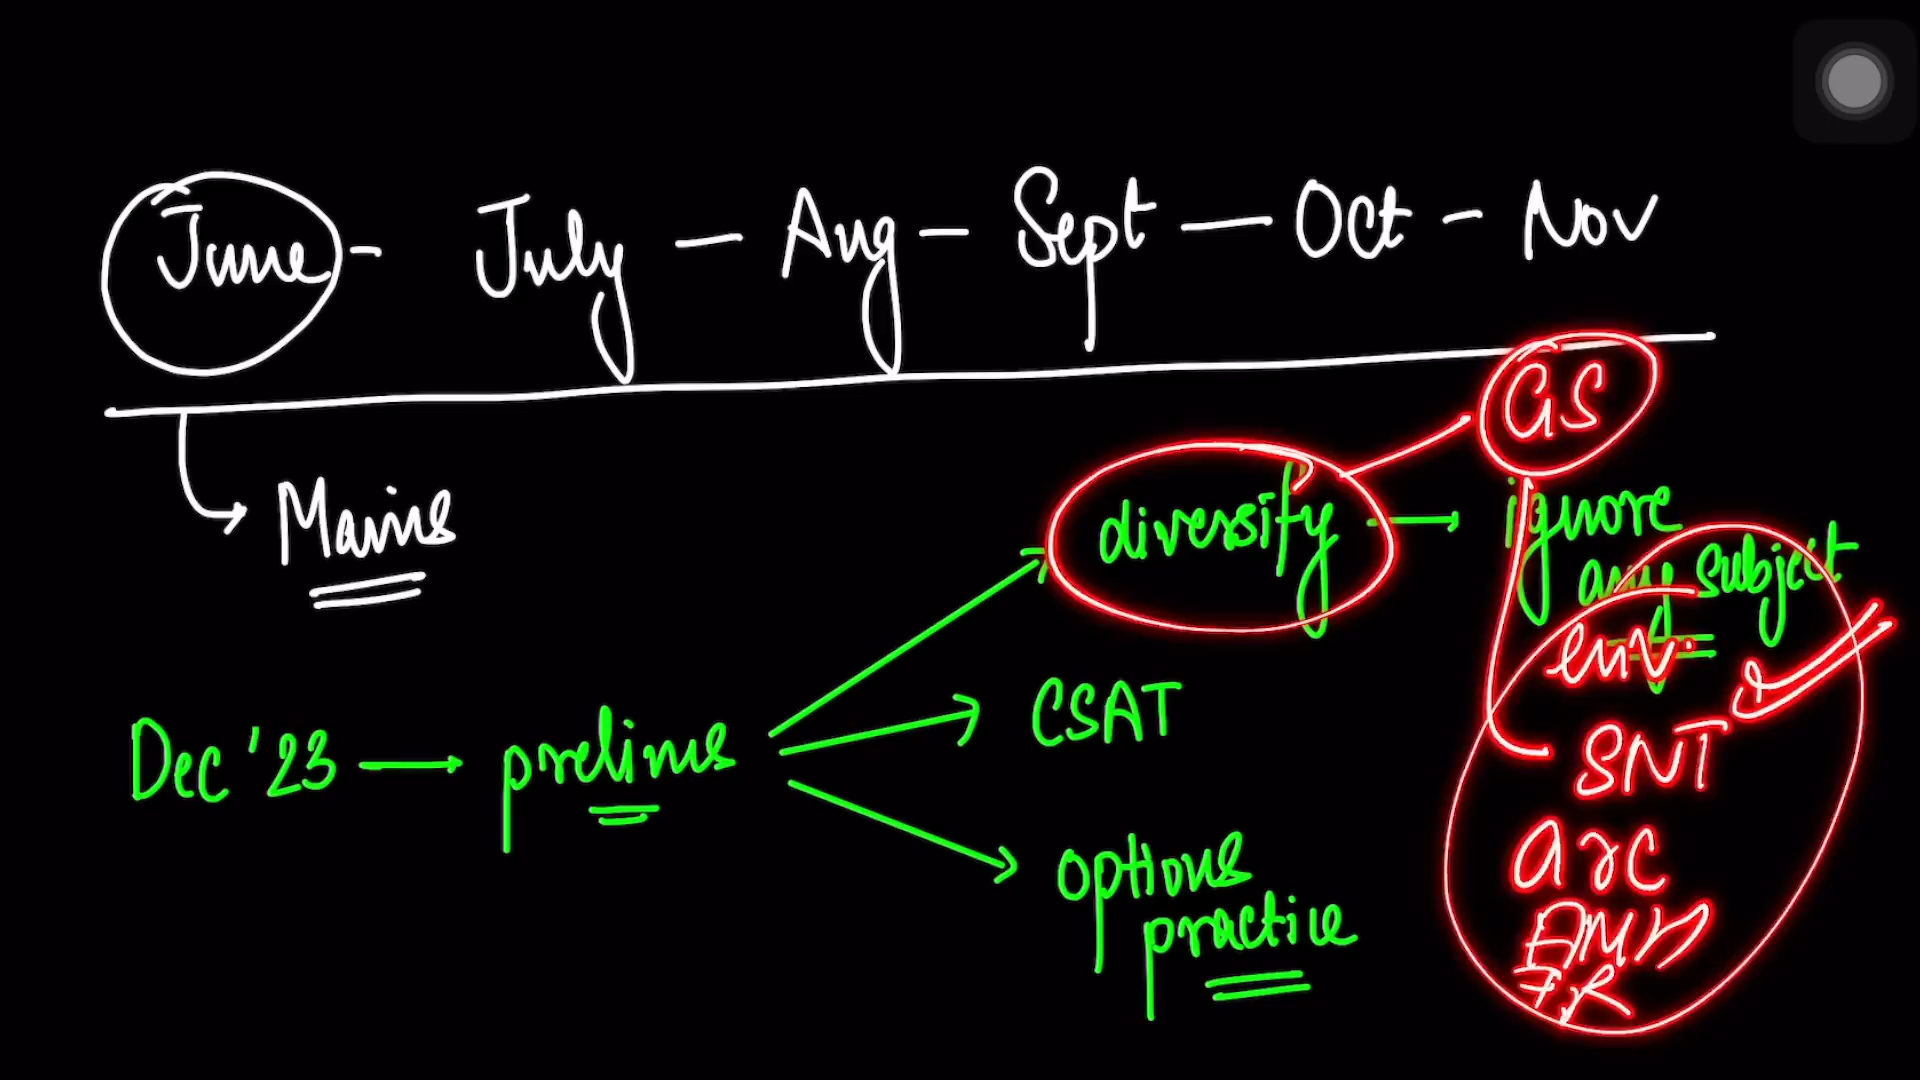 June - July - Aug - Sept - Oct - Nov
Mains
Dec '23 → prelims
diversify → ignore
any subject
CSAT
options
practice
GS
env.
SNT
arc